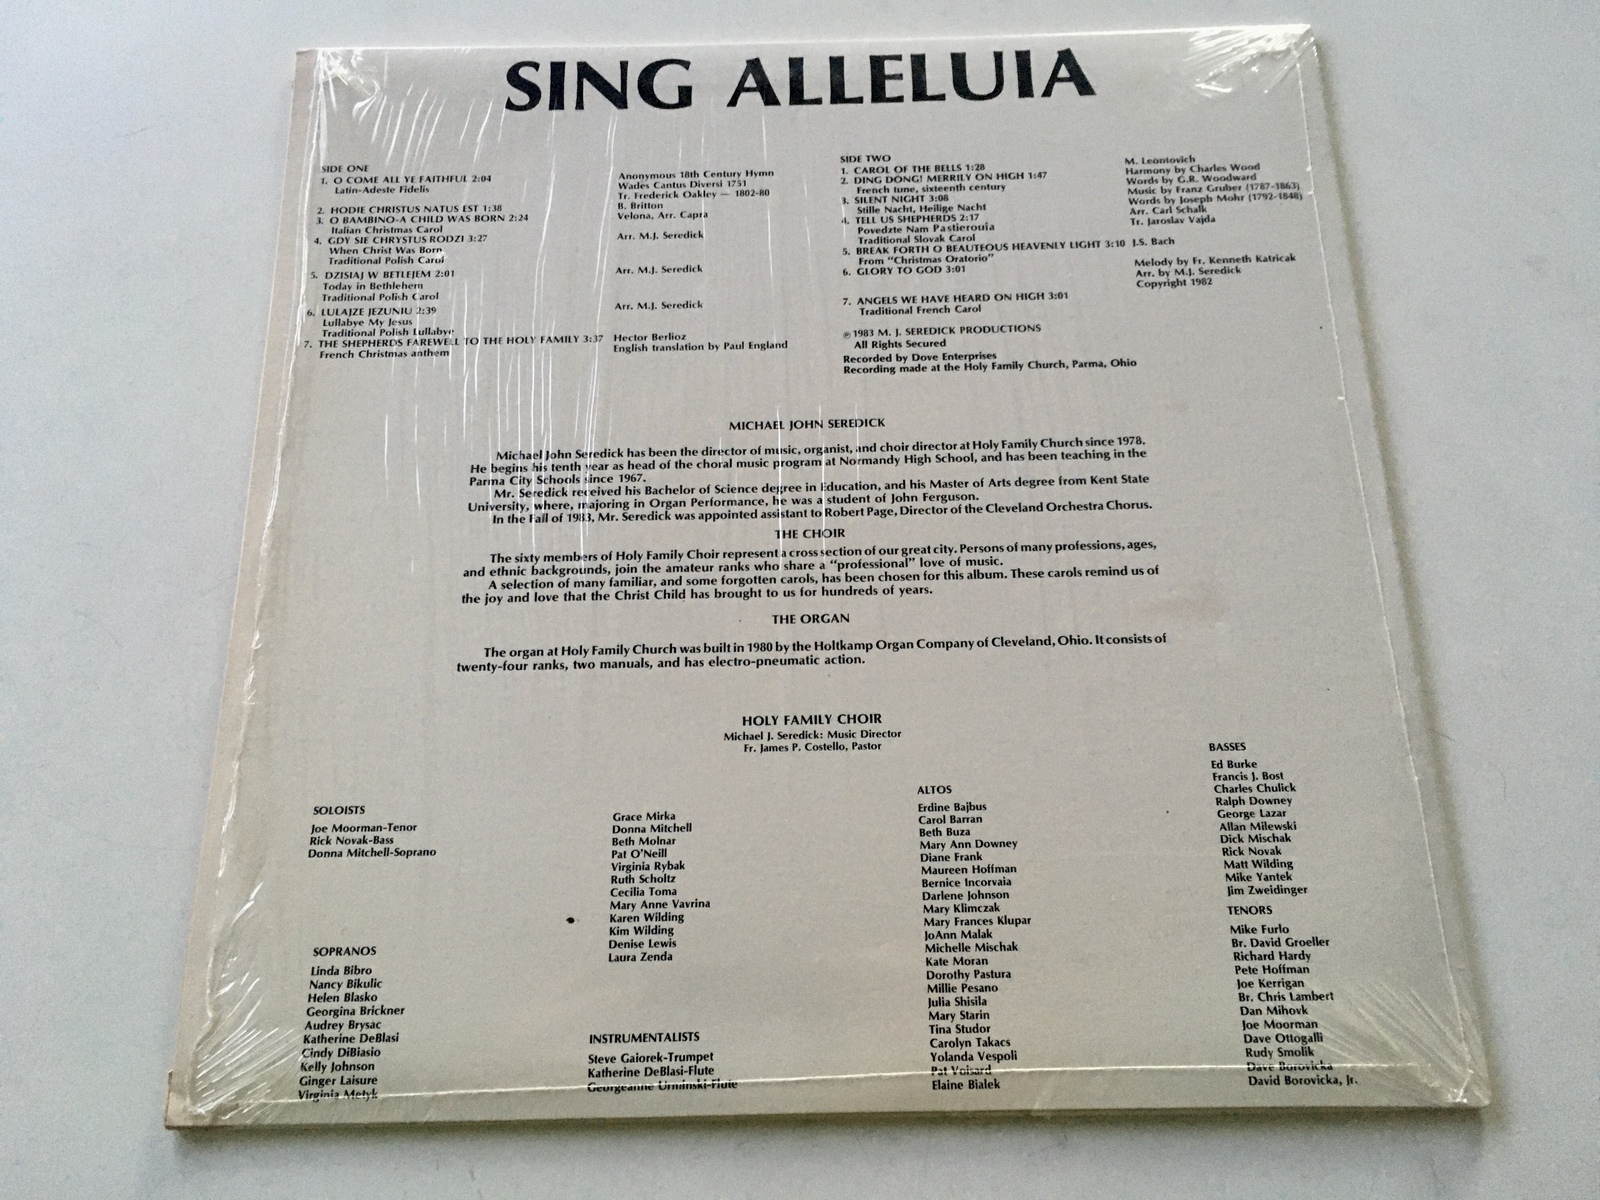 SING ALLELUIA
SIDE ONE
1. O COME ALL YE FAITHFUL 2:04
Latin-Adeste Fidelis
2. HODIE CHRISTUS NATUS EST 1:38
3. O BAMBINO-A CHILD WAS BORN 2:24
Italian Christmas Carol
4. GDY SIE CHRYSTUS RODZI 3:27
When Christ Was Born
Traditional Polish Carol
5. DZISIAJ W BETLEJEM 2:01
Today in Bethlehem
Traditional Polish Carol
6. LULAJZE JEZUNIU 2:39
Lullabye My Jesus
Traditional Polish Lullabye
7. THE SHEPHERDS FAREWELL TO THE HOLY FAMILY 3:37
French Christmas anthem
Anonymous 18th Century Hymn
Wades Cantus Diversi 1751
Tr. Frederick Oakley — 1802-80
B. Britton
Velona, Arr. Capra
Arr. M.J. Seredick
Arr. M.J. Seredick
Arr. M.J. Seredick
Hector Berlioz
English translation by Paul England
SIDE TWO
1. CAROL OF THE BELLS 1:28
2. DING DONG! MERRILY ON HIGH 1:47
French tune, sixteenth century
3. SILENT NIGHT 3:08
Stille Nacht, Heilige Nacht
4. TELL US SHEPHERDS 2:17
Povedzte Nam Pastierouia
Traditional Slovak Carol
5. BREAK FORTH O BEAUTEOUS HEAVENLY LIGHT 3:10 J.S. Bach
From "Christmas Oratorio"
6. GLORY TO GOD 3:01
7. ANGELS WE HAVE HEARD ON HIGH 3:01
Traditional French Carol
M. Leontovich
Harmony by Charles Wood
Words by G.R. Woodward
Music by Franz Gruber (1787-1863)
Words by Joseph Mohr (1792-1848)
Arr. Carl Schalk
Tr. Jaroslav Vajda
Melody by Fr. Kenneth Katricak
Arr. by M.J. Seredick
Copyright 1982
℗1983 M. J. SEREDICK PRODUCTIONS
All Rights Secured
Recorded by Dove Enterprises
Recording made at the Holy Family Church, Parma, Ohio
MICHAEL JOHN SEREDICK
Michael John Seredick has been the director of music, organist, and choir director at Holy Family Church since 1978.
He begins his tenth year as head of the choral music program at Normandy High School, and has been teaching in the
Parma City Schools since 1967.
Mr. Seredick received his Bachelor of Science degree in Education, and his Master of Arts degree from Kent State
University, where, majoring in Organ Performance, he was a student of John Ferguson.
In the Fall of 1983, Mr. Seredick was appointed assistant to Robert Page, Director of the Cleveland Orchestra Chorus.
THE CHOIR
The sixty members of Holy Family Choir represent a cross section of our great city. Persons of many professions, ages,
and ethnic backgrounds, join the amateur ranks who share a "professional" love of music.
A selection of many familiar, and some forgotten carols, has been chosen for this album. These carols remind us of
the joy and love that the Christ Child has brought to us for hundreds of years.
THE ORGAN
The organ at Holy Family Church was built in 1980 by the Holtkamp Organ Company of Cleveland, Ohio. It consists of
twenty-four ranks, two manuals, and has electro-pneumatic action.
HOLY FAMILY CHOIR
Michael J. Seredick: Music Director
Fr. James P. Costello, Pastor
SOLOISTS
Joe Moorman-Tenor
Rick Novak-Bass
Donna Mitchell-Soprano
SOPRANOS
Linda Bibro
Nancy Bikulic
Helen Blasko
Georgina Brickner
Audrey Brysac
Katherine DeBlasi
Cindy DiBiasio
Kelly Johnson
Ginger Laisure
Virginia Metyk
Grace Mirka
Donna Mitchell
Beth Molnar
Pat O'Neill
Virginia Rybak
Ruth Scholtz
Cecilia Toma
Mary Anne Vavrina
Karen Wilding
Kim Wilding
Denise Lewis
Laura Zenda
INSTRUMENTALISTS
Steve Gaiorek-Trumpet
Katherine DeBlasi-Flute
Georgeanne Urminski-Flute
ALTOS
Erdine Bajbus
Carol Barran
Beth Buza
Mary Ann Downey
Diane Frank
Maureen Hoffman
Bernice Incorvaia
Darlene Johnson
Mary Klimczak
Mary Frances Klupar
JoAnn Malak
Michelle Mischak
Kate Moran
Dorothy Pastura
Millie Pesano
Julia Shisila
Mary Starin
Tina Studor
Carolyn Takacs
Yolanda Vespoli
Pat Voisard
Elaine Bialek
BASSES
Ed Burke
Francis J. Bost
Charles Chulick
Ralph Downey
George Lazar
Allan Milewski
Dick Mischak
Rick Novak
Matt Wilding
Mike Yantek
Jim Zweidinger
TENORS
Mike Furlo
Br. David Groeller
Richard Hardy
Pete Hoffman
Joe Kerrigan
Br. Chris Lambert
Dan Mihovk
Joe Moorman
Dave Ottogalli
Rudy Smolik
Dave Borovicka
David Borovicka, Jr.